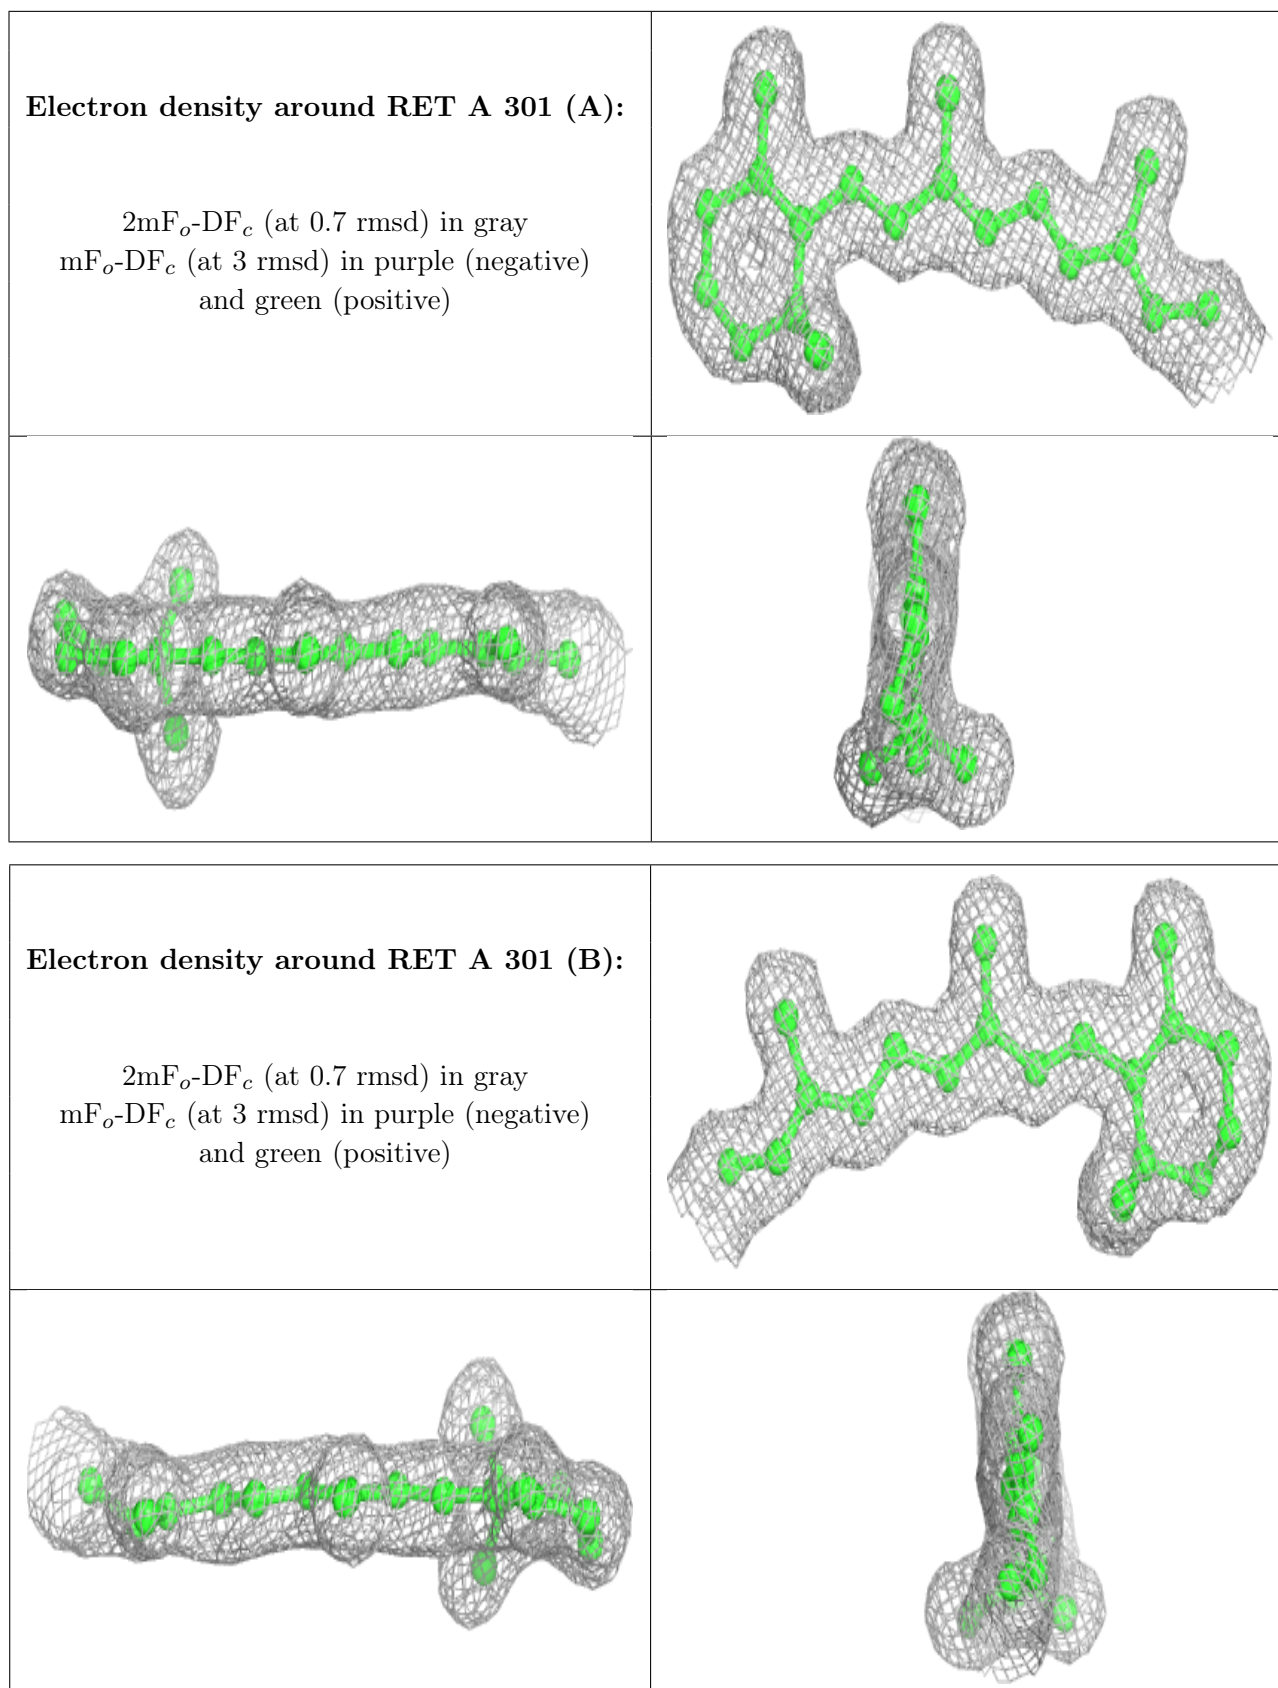 Electron density around RET A 301 (A):
2mFo-DFc (at 0.7 rmsd) in gray
mFo-DFc (at 3 rmsd) in purple (negative)
and green (positive)
Electron density around RET A 301 (B):
2mFo-DFc (at 0.7 rmsd) in gray
mFo-DFc (at 3 rmsd) in purple (negative)
and green (positive)